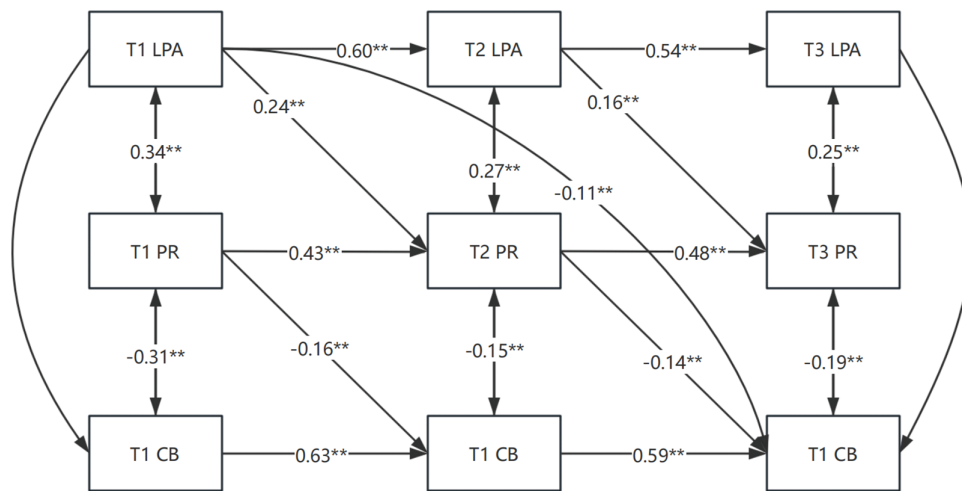 T1 LPA
0.60**
T2 LPA
0.54**
T3 LPA
0.24**
0.16**
0.34**
0.27**
0.25**
-0.11**
T1 PR
0.43**
T2 PR
0.48**
T3 PR
-0.31**
-0.16**
-0.15**
-0.14**
-0.19**
T1 CB
0.63**
T1 CB
0.59**
T1 CB